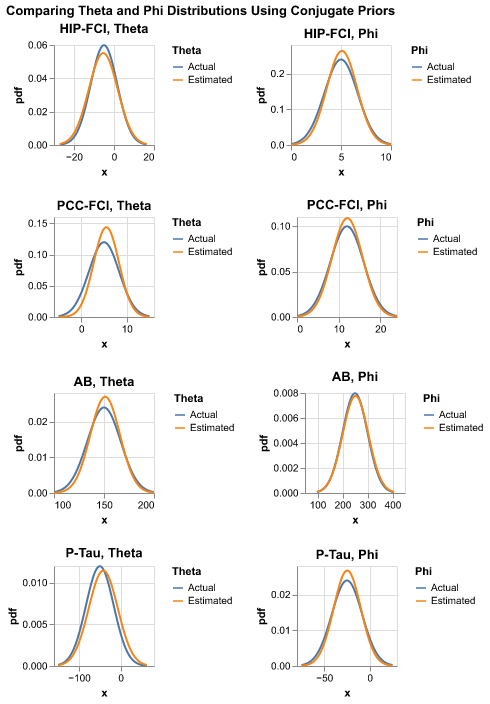 Comparing Theta and Phi Distributions Using Conjugate Priors
HIP-FCI, Theta
0.06
0.04
0.02
0.00
pdf
−20
0
20
x
Theta
Actual
Estimated
HIP-FCI, Phi
0.2
0.1
0.0
pdf
0
5
10
x
Phi
Actual
Estimated
PCC-FCI, Theta
0.15
0.10
0.05
0.00
pdf
0
10
x
Theta
Actual
Estimated
PCC-FCI, Phi
0.10
0.05
0.00
pdf
0
10
20
x
Phi
Actual
Estimated
AB, Theta
0.02
0.01
0.00
pdf
100
150
200
x
Theta
Actual
Estimated
AB, Phi
0.008
0.006
0.004
0.002
0.000
pdf
100
200
300
400
x
Phi
Actual
Estimated
P-Tau, Theta
0.010
0.005
0.000
pdf
−100
0
x
Theta
Actual
Estimated
P-Tau, Phi
0.02
0.01
0.00
pdf
−50
0
x
Phi
Actual
Estimated